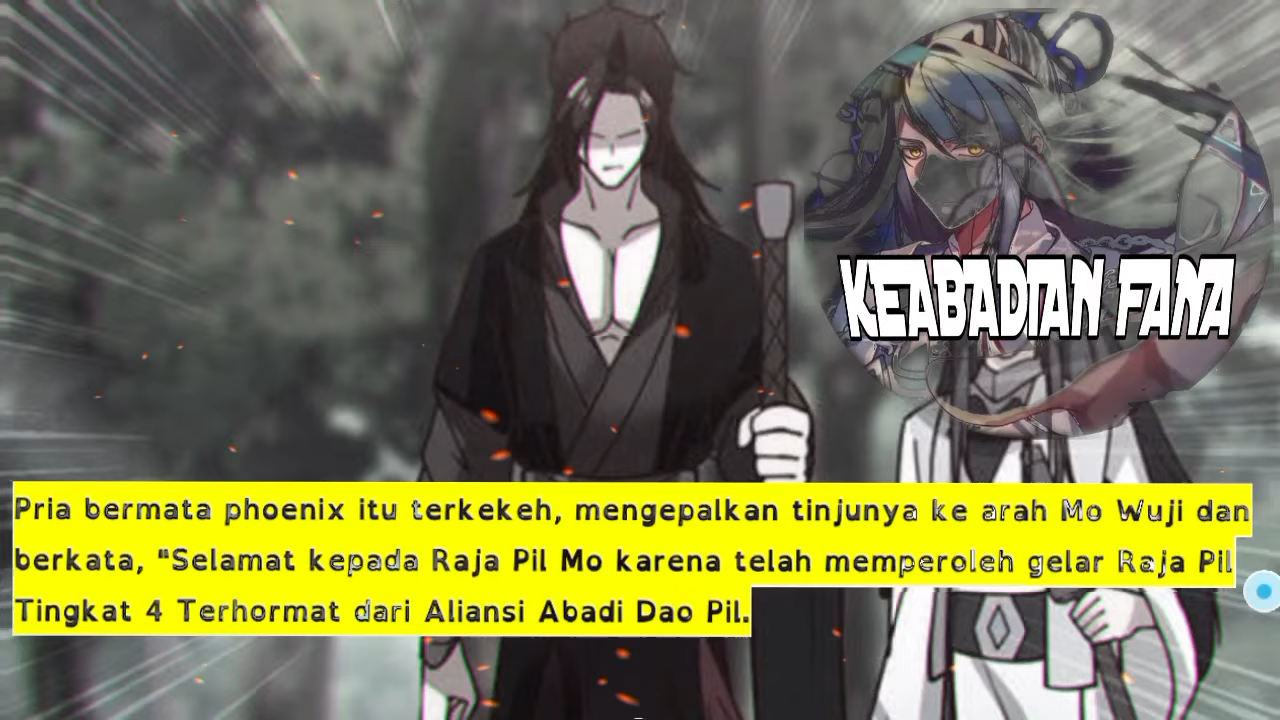 KEABADIAN FANA
Pria bermata phoenix itu terkekeh, mengepalkan tinjunya ke arah Mo Wuji dan
berkata, "Selamat kepada Raja Pil Mo karena telah memperoleh gelar Raja Pil
Tingkat 4 Terhormat dari Aliansi Abadi Dao Pil.